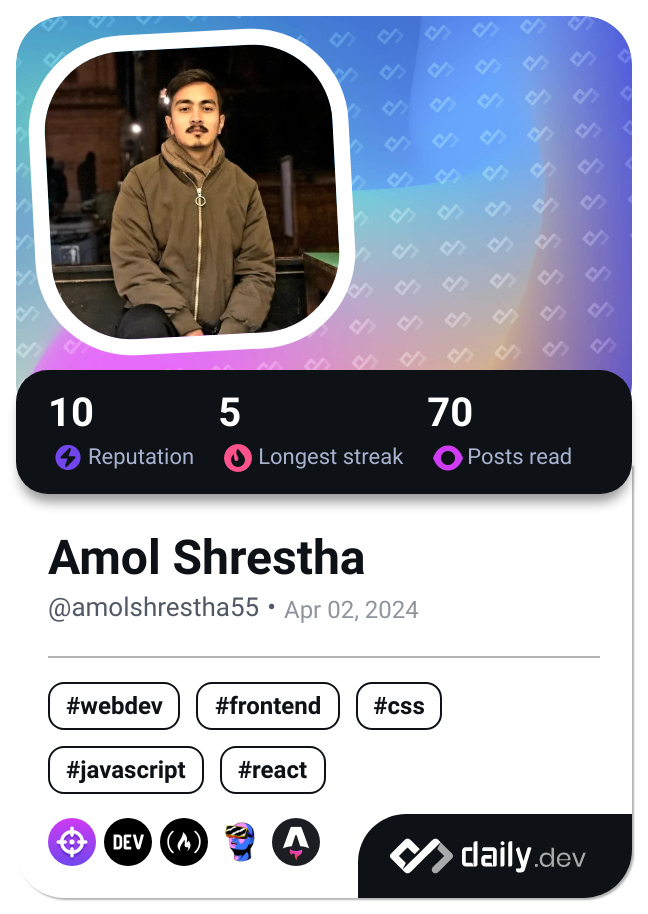 10 5 70
Reputation Longest streak Posts read
Amol Shrestha
@amolshrestha55 • Apr 02, 2024
#webdev #frontend #css
#javascript #react
DEV
daily.dev